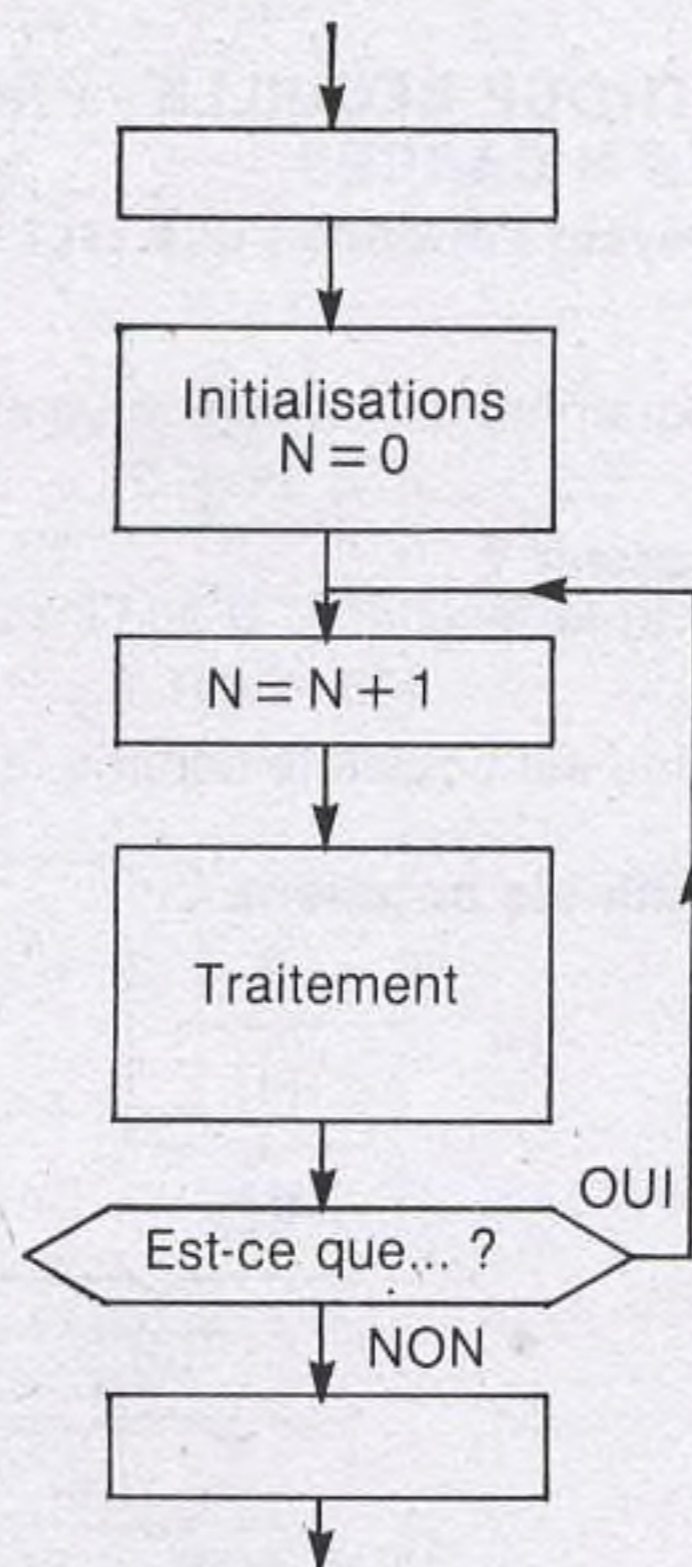 Initialisations
N = 0
N = N + 1
Traitement
OUI
Est-ce que... ?
NON